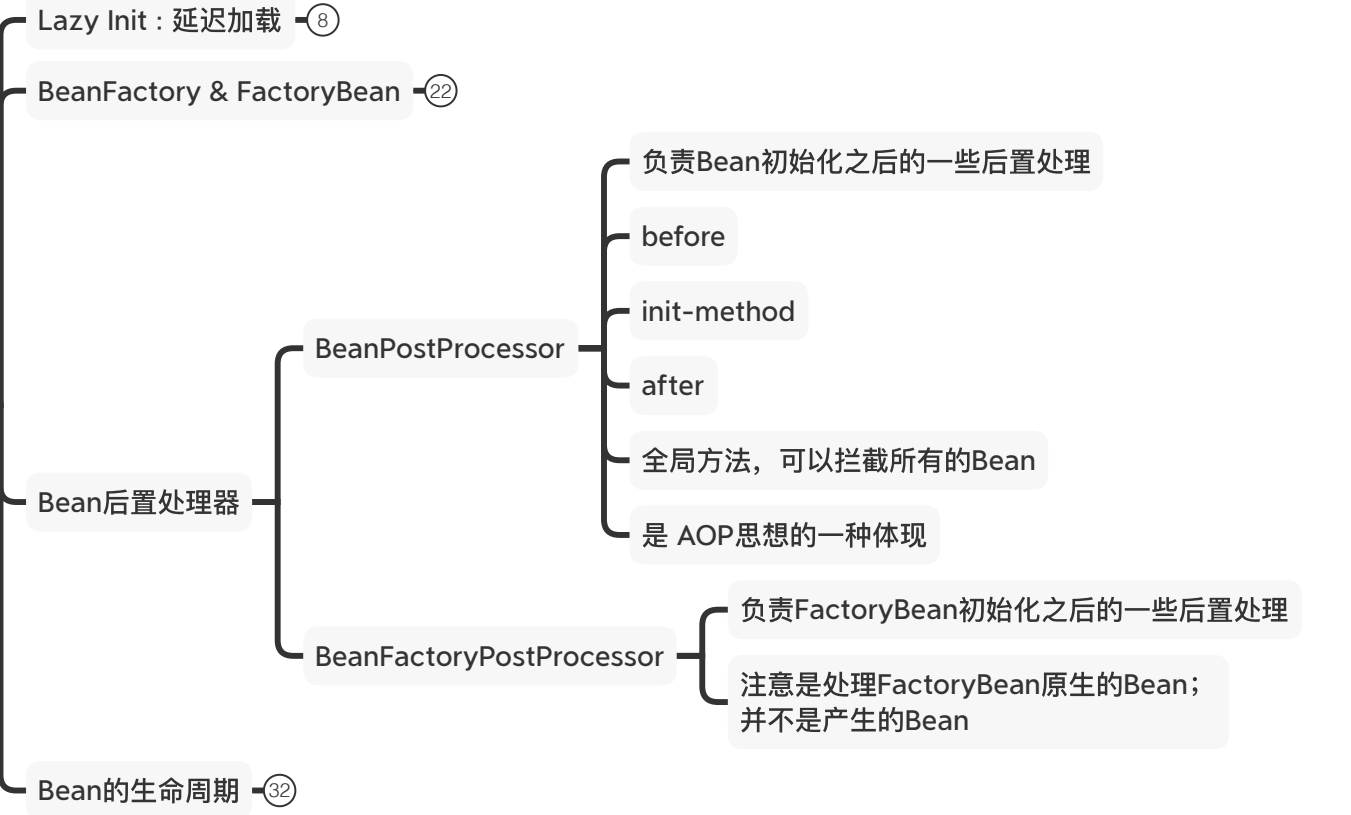 Lazy Init : 延迟加载 8
BeanFactory & FactoryBean 22
负责Bean初始化之后的一些后置处理
before
init-method
BeanPostProcessor
after
全局方法，可以拦截所有的Bean
Bean后置处理器
是 AOP思想的一种体现
负责FactoryBean初始化之后的一些后置处理
BeanFactoryPostProcessor
注意是处理FactoryBean原生的Bean；
并不是产生的Bean
Bean的生命周期 32